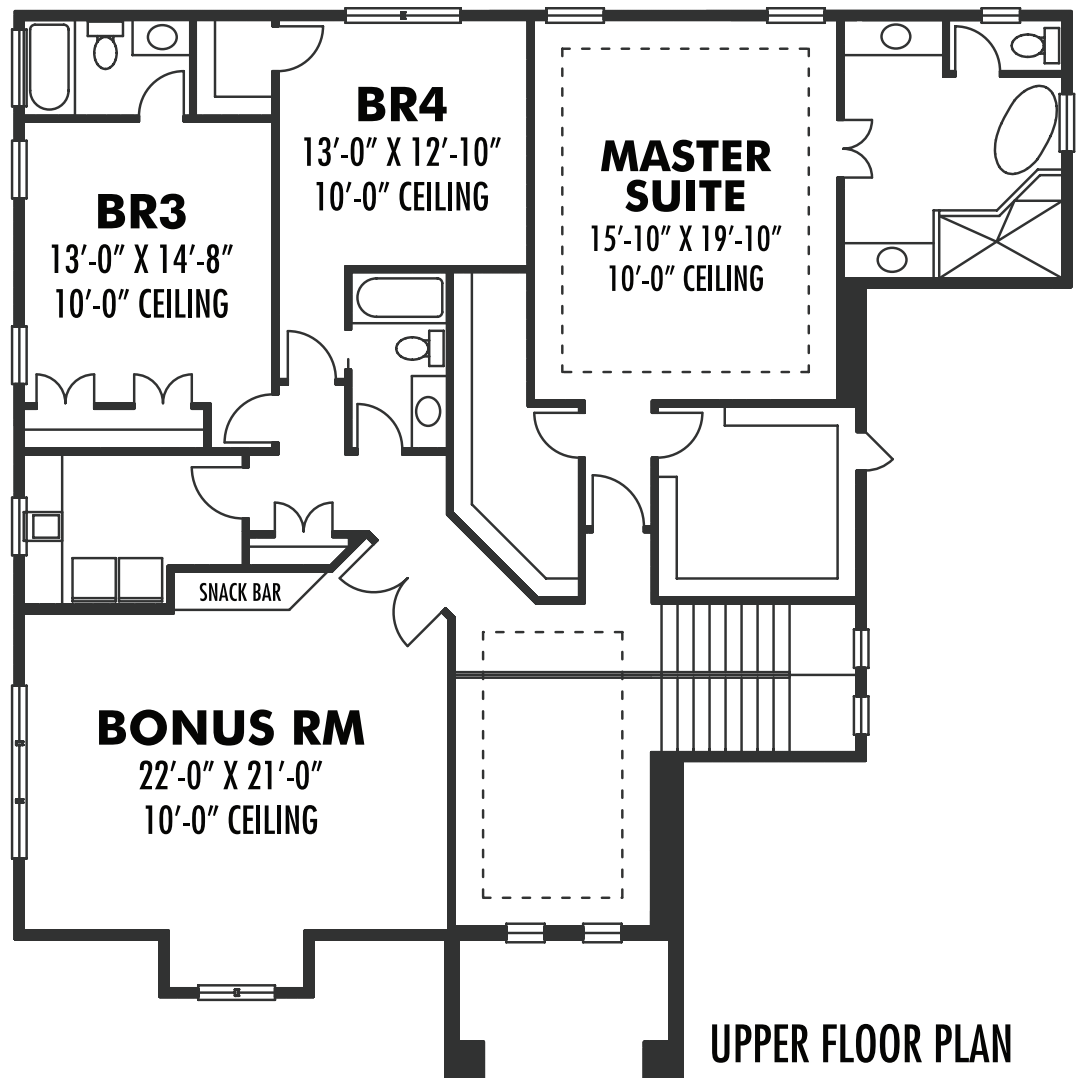 BR4
13'-0" X 12'-10"
10'-0" CEILING
MASTER
SUITE
15'-10" X 19'-10"
10'-0" CEILING
BR3
13'-0" X 14'-8"
10'-0" CEILING
SNACK BAR
BONUS RM
22'-0" X 21'-0"
10'-0" CEILING
UPPER FLOOR PLAN